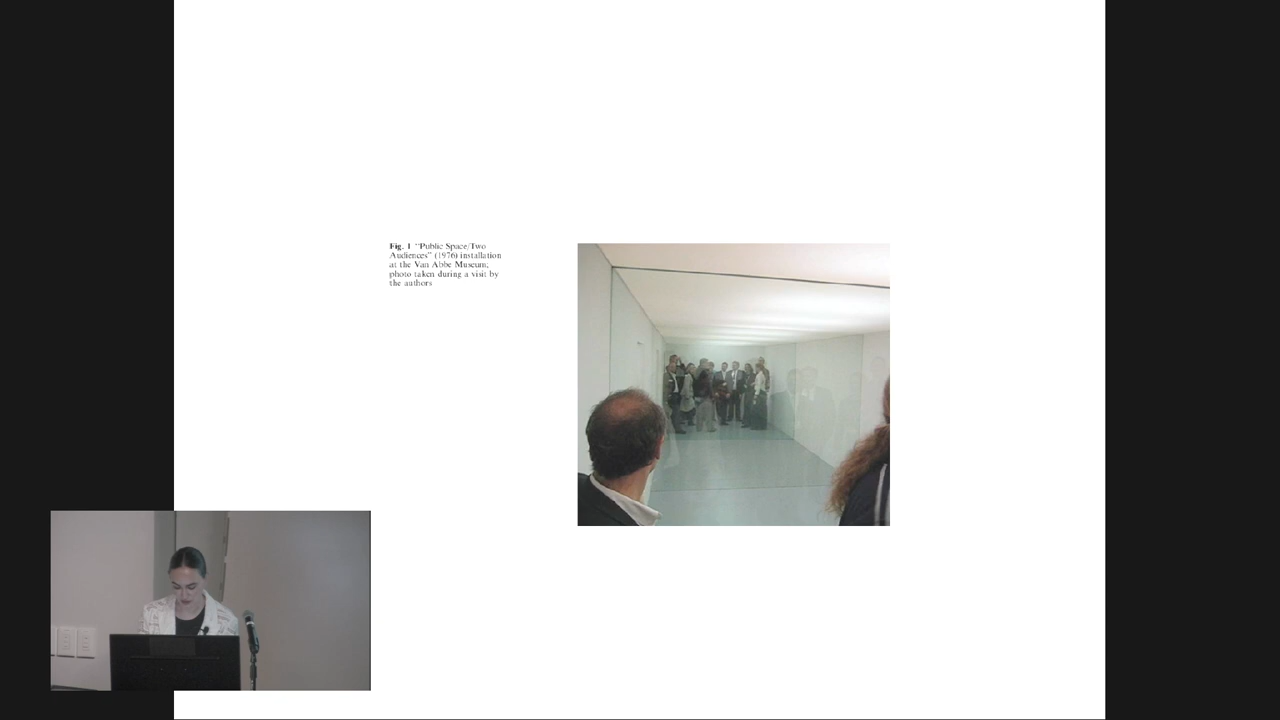 Fig. 1 "Public Space/Two
Audiences" (1976) installation
at the Van Abbe Museum;
photo taken during a visit by
the authors